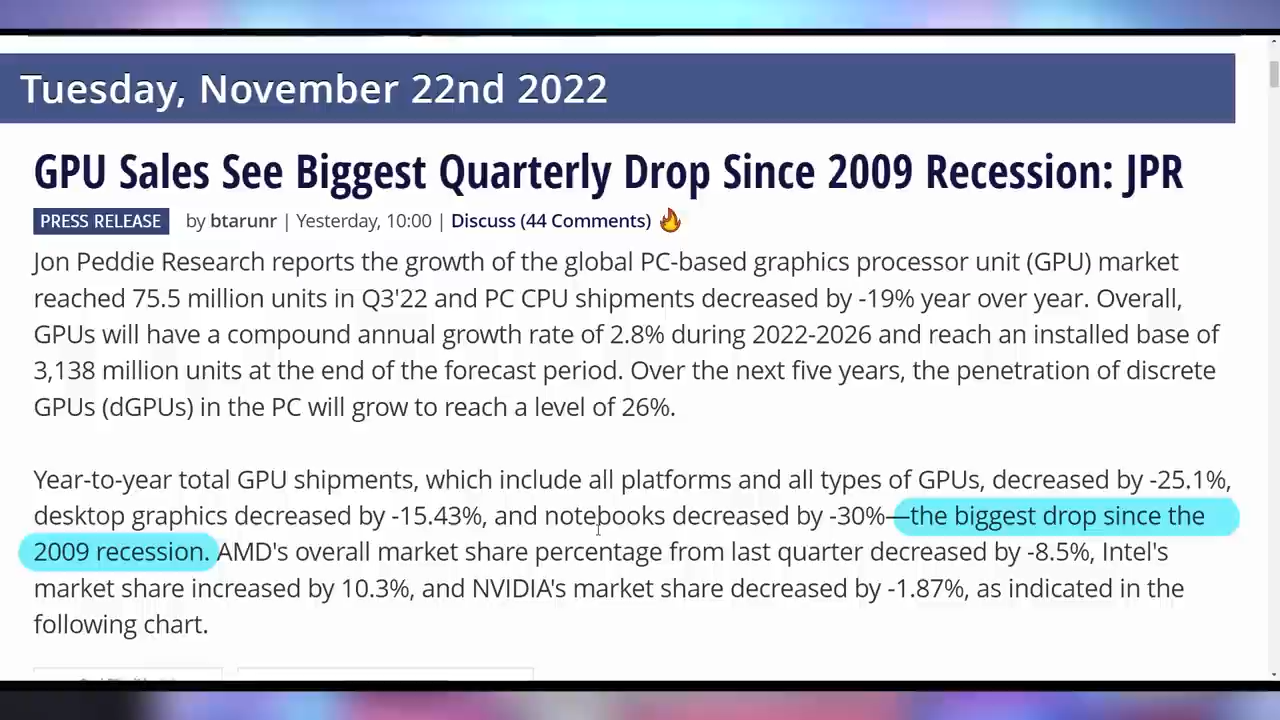 Tuesday, November 22nd 2022
GPU Sales See Biggest Quarterly Drop Since 2009 Recession: JPR
PRESS RELEASE by btarunr | Yesterday, 10:00 | Discuss (44 Comments)
Jon Peddie Research reports the growth of the global PC-based graphics processor unit (GPU) market
reached 75.5 million units in Q3'22 and PC CPU shipments decreased by -19% year over year. Overall,
GPUs will have a compound annual growth rate of 2.8% during 2022-2026 and reach an installed base of
3,138 million units at the end of the forecast period. Over the next five years, the penetration of discrete
GPUs (dGPUs) in the PC will grow to reach a level of 26%.
Year-to-year total GPU shipments, which include all platforms and all types of GPUs, decreased by -25.1%,
desktop graphics decreased by -15.43%, and notebooks decreased by -30%—the biggest drop since the
2009 recession. AMD's overall market share percentage from last quarter decreased by -8.5%, Intel's
market share increased by 10.3%, and NVIDIA's market share decreased by -1.87%, as indicated in the
following chart.